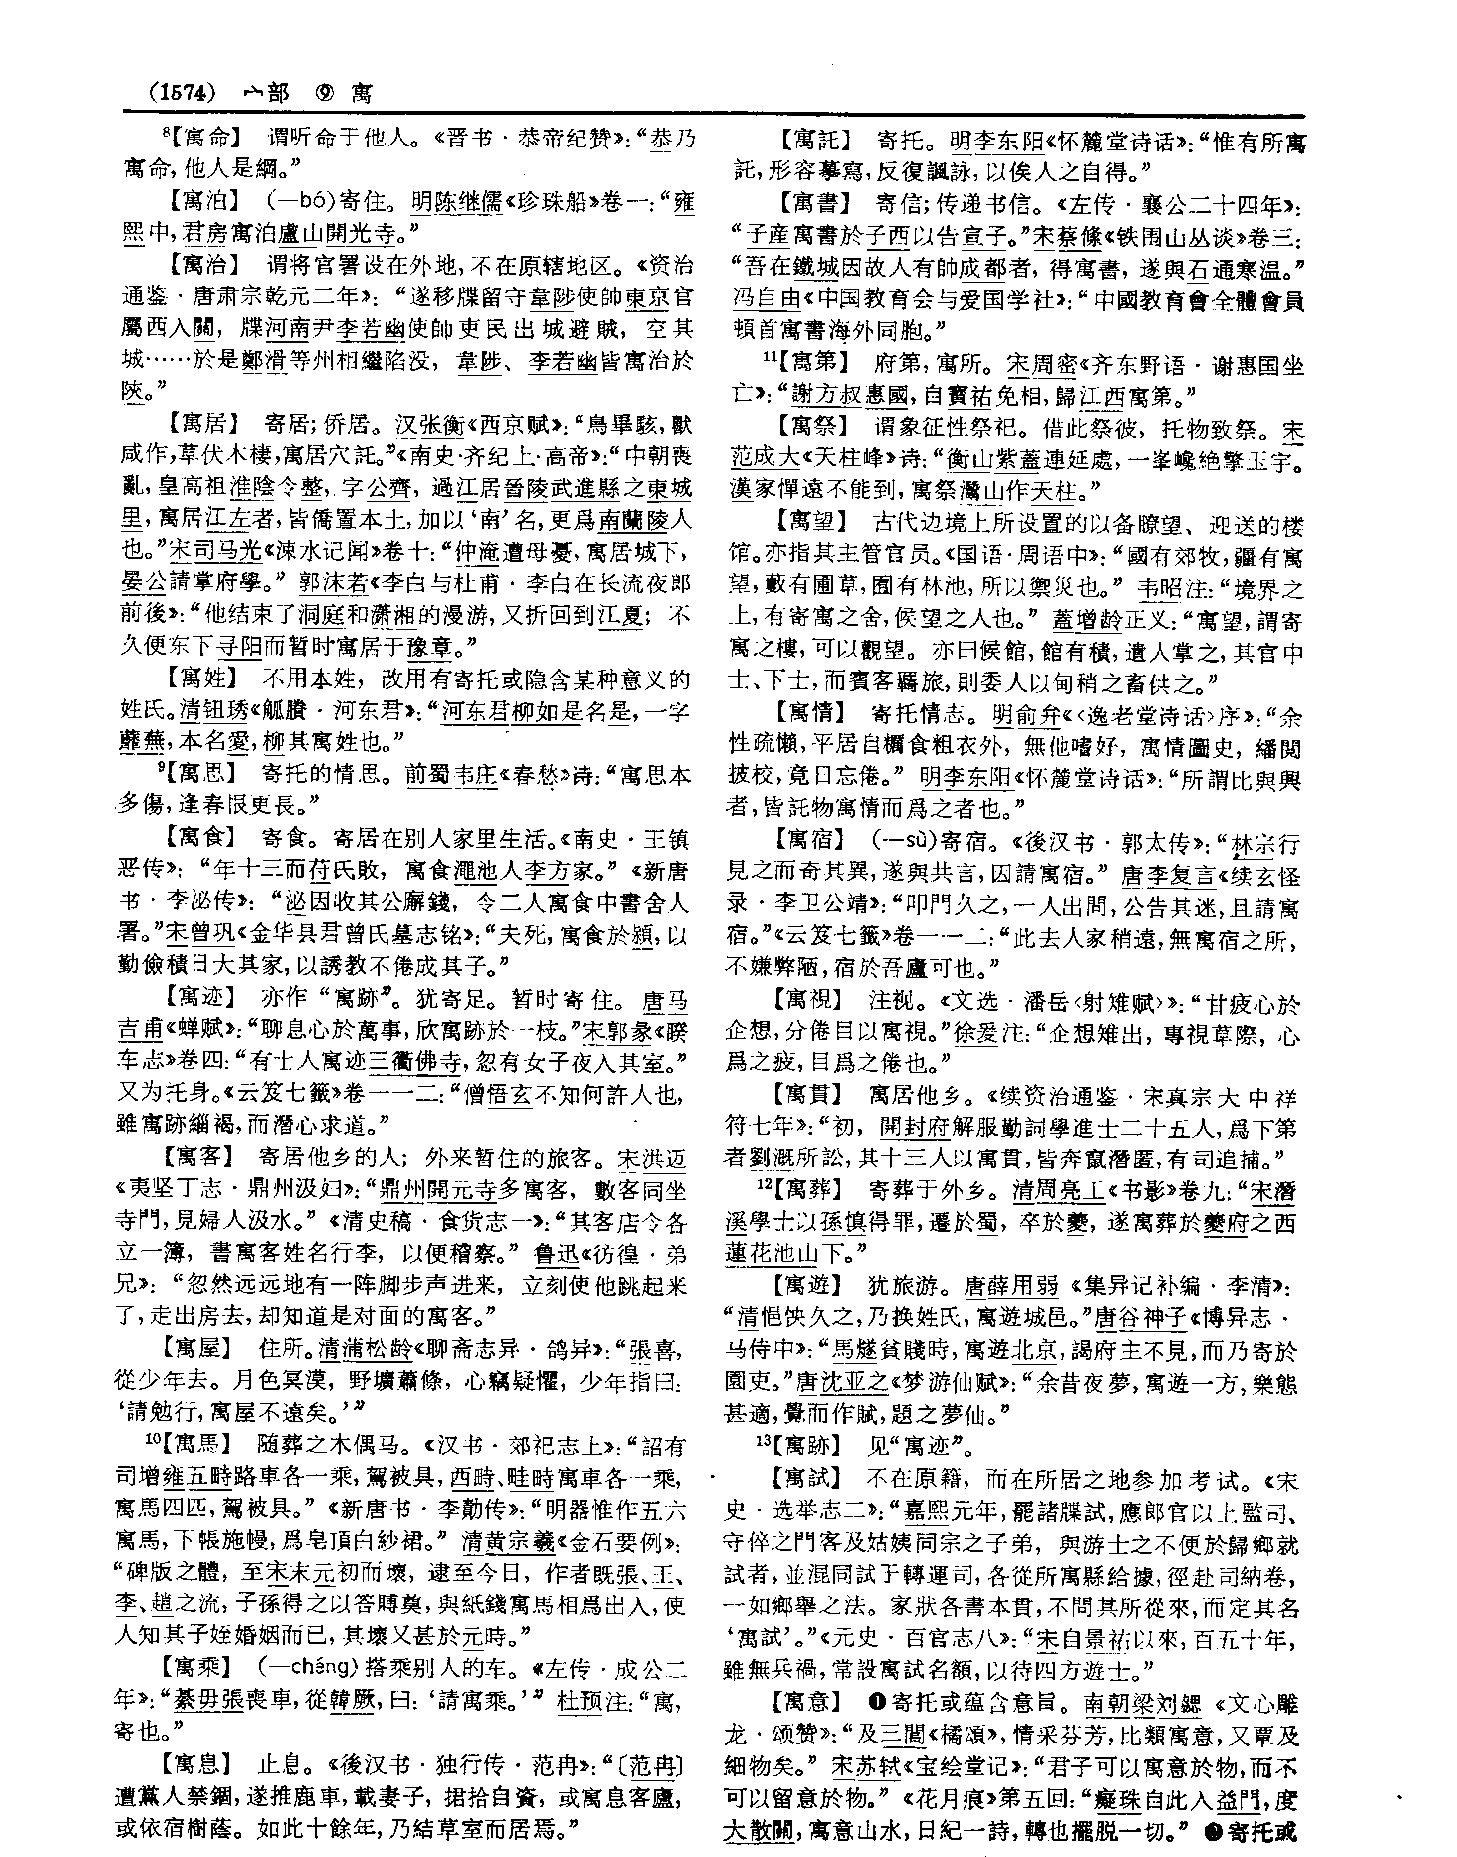 (1574) 宀部 ⑨ 寓
⁸【寓命】 谓听命于他人。《晋书·恭帝纪赞》：“恭乃
寓命，他人是綱。”
【寓泊】 (—bó)寄住。明陈继儒《珍珠船》卷一：“雍
熙中，君房寓泊廬山開光寺。”
【寓治】 谓将官署设在外地，不在原辖地区。《资治
通鉴·唐肃宗乾元二年》：“遂移牒留守韋陟使帥東京官
屬西入關，牒河南尹李若幽使帥吏民出城避賊，空其
城……於是鄭滑等州相繼陷没，韋陟、李若幽皆寓治於
陝。”
【寓居】 寄居；侨居。汉张衡《西京赋》：“鳥畢駭，獸
咸作，草伏木棲，寓居穴託。”《南史·齐纪上·高帝》：“中朝喪
亂，皇高祖淮陰令整，字公齊，過江居晉陵武進縣之東城
里，寓居江左者，皆僑置本土，加以‘南’名，更爲南蘭陵人
也。”宋司马光《涑水记闻》卷十：“仲淹遭母憂，寓居城下，
晏公請掌府學。” 郭沫若《李白与杜甫·李白在长流夜郎
前後》：“他结束了洞庭和潇湘的漫游，又折回到江夏；不
久便东下寻阳而暂时寓居于豫章。”
【寓姓】 不用本姓，改用有寄托或隐含某种意义的
姓氏。清钮琇《觚賸·河东君》：“河东君柳如是名是，一字
蘼蕪，本名愛，柳其寓姓也。”
⁹【寓思】 寄托的情思。前蜀韦庄《春愁》诗：“寓思本
多傷，逢春恨更長。”
【寓食】 寄食。寄居在别人家里生活。《南史·王镇
恶传》：“年十三而苻氏敗，寓食澠池人李方家。”《新唐
书·李泌传》：“泌因收其公廨錢，令二人寓食中書舍人
署。”宋曾巩《金华县君曾氏墓志铭》：“夫死，寓食於潁，以
勤儉積日大其家，以誘教不倦成其子。”
【寓迹】 亦作“寓跡”。犹寄足。暂时寄住。唐马
吉甫《蝉赋》：“聊息心於萬事，欣寓跡於一枝。”宋郭彖《睽
车志》卷四：“有士人寓迹三衢佛寺，忽有女子夜入其室。”
又为托身。《云笈七籤》卷一一二：“僧悟玄不知何許人也，
雖寓跡緇褐，而潛心求道。”
【寓客】 寄居他乡的人；外来暂住的旅客。宋洪迈
《夷坚丁志·鼎州汲妇》：“鼎州開元寺多寓客，數客同坐
寺門，見婦人汲水。”《清史稿·食货志一》：“其客店令各
立一簿，書寓客姓名行李，以便稽察。” 鲁迅《彷徨·弟
兄》：“忽然远远地有一阵脚步声进来，立刻使他跳起来
了，走出房去，却知道是对面的寓客。”
【寓屋】 住所。清蒲松龄《聊斋志异·鸽异》：“張喜，
從少年去。月色冥漠，野壙蕭條，心竊疑懼，少年指曰：
‘請勉行，寓屋不遠矣。’”
¹⁰【寓馬】 随葬之木偶马。《汉书·郊祀志上》：“詔有
司增雍五畤路車各一乘，駕被具，西畤、畦畤寓車各一乘，
寓馬四匹，駕被具。”《新唐书·李勣传》：“明器惟作五六
寓馬，下帳施幔，爲皂頂白紗裙。” 清黄宗羲《金石要例》：
“碑版之體，至宋末元初而壞，逮至今日，作者既張、王、
李、趙之流，子孫得之以答賻奠，與紙錢寓馬相爲出入，使
人知其子姪婚姻而已，其壞又甚於元時。”
【寓乘】 (—chéng)搭乘别人的车。《左传·成公二
年》：“綦毋張喪車，從韓厥，曰：‘請寓乘。’” 杜预注：“寓，
寄也。”
【寓息】 止息。《後汉书·独行传·范冉》：“〔范冉〕
遭黨人禁錮，遂推鹿車，載妻子，捃拾自資，或寓息客廬，
或依宿樹蔭。如此十餘年，乃結草室而居焉。”
【寓託】 寄托。明李东阳《怀麓堂诗话》：“惟有所寓
託，形容摹寫，反復諷詠，以俟人之自得。”
【寓書】 寄信；传递书信。《左传·襄公二十四年》：
“子産寓書於子西以告宣子。”宋蔡絛《铁围山丛谈》卷三：
“吾在鐵城因故人有帥成都者，得寓書，遂與石通寒温。”
冯自由《中国教育会与爱国学社》：“中國教育會全體會員
頓首寓書海外同胞。”
¹¹【寓第】 府第，寓所。宋周密《齐东野语·谢惠国坐
亡》：“謝方叔惠國，自寶祐免相，歸江西寓第。”
【寓祭】 谓象征性祭祀。借此祭彼，托物致祭。宋
范成大《天柱峰》诗：“衡山紫蓋連延處，一峯巉絶擎玉宇。
漢家憚遠不能到，寓祭灊山作天柱。”
【寓望】 古代边境上所设置的以备瞭望、迎送的楼
馆。亦指其主管官员。《国语·周语中》：“國有郊牧，疆有寓
望，藪有圃草，囿有林池，所以禦災也。” 韦昭注：“境界之
上，有寄寓之舍，候望之人也。” 董增龄正义：“寓望，謂寄
寓之樓，可以觀望。亦曰候館，館有積，遺人掌之，其官中
士、下士，而賓客羈旅，則委人以甸稍之畜供之。”
【寓情】 寄托情志。明俞弁《〈逸老堂诗话〉序》：“余
性疏懒，平居自糲食粗衣外，無他嗜好，寓情圖史，繙閲
披校，竟日忘倦。” 明李东阳《怀麓堂诗话》：“所謂比與興
者，皆託物寓情而爲之者也。”
【寓宿】 (—sù)寄宿。《後汉书·郭太传》：“林宗行
見之而奇其異，遂與共言，因請寓宿。” 唐李复言《续玄怪
录·李卫公靖》：“叩門久之，一人出問，公告其迷，且請寓
宿。”《云笈七籤》卷一一二：“此去人家稍遠，無寓宿之所，
不嫌弊陋，宿於吾廬可也。”
【寓視】 注视。《文选·潘岳〈射雉赋〉》：“甘疲心於
企想，分倦目以寓視。”徐爰注：“企想雉出，專視草際，心
爲之疲，目爲之倦也。”
【寓貫】 寓居他乡。《续资治通鉴·宋真宗大中祥
符七年》：“初，開封府解服勤詞學進士二十五人，爲下第
者劉溉所訟，其十三人以寓貫，皆奔竄潛匿，有司追捕。”
¹²【寓葬】 寄葬于外乡。清周亮工《书影》卷九：“宋潛
溪學士以孫慎得罪，遷於蜀，卒於夔，遂寓葬於夔府之西
蓮花池山下。”
【寓遊】 犹旅游。唐薛用弱《集异记补编·李清》：
“清悒怏久之，乃换姓氏，寓遊城邑。”唐谷神子《博异志·
马侍中》：“馬燧貧賤時，寓遊北京，謁府主不見，而乃寄於
園吏。”唐沈亚之《梦游仙赋》：“余昔夜夢，寓遊一方，樂態
甚適，覺而作賦，題之夢仙。”
¹³【寓跡】 见“寓迹”。
【寓試】 不在原籍，而在所居之地参加考试。《宋
史·选举志二》：“嘉熙元年，罷諸牒試，應郎官以上監司、
守倅之門客及姑姨同宗之子弟，與游士之不便於歸鄉就
試者，並混同試于轉運司，各從所寓縣給據，徑赴司納卷，
一如鄉舉之法。家狀各書本貫，不問其所從來，而定其名
‘寓試’。”《元史·百官志八》：“宋自景祐以來，百五十年，
雖無兵禍，常設寓試名額，以待四方遊士。”
【寓意】 ❶寄托或蕴含意旨。南朝梁刘勰《文心雕
龙·颂赞》：“及三閭《橘頌》，情采芬芳，比類寓意，又覃及
細物矣。” 宋苏轼《宝绘堂记》：“君子可以寓意於物，而不
可以留意於物。”《花月痕》第五回：“癡珠自此入益門，度
大散關，寓意山水，日紀一詩，轉也擺脱一切。” ❷寄托或